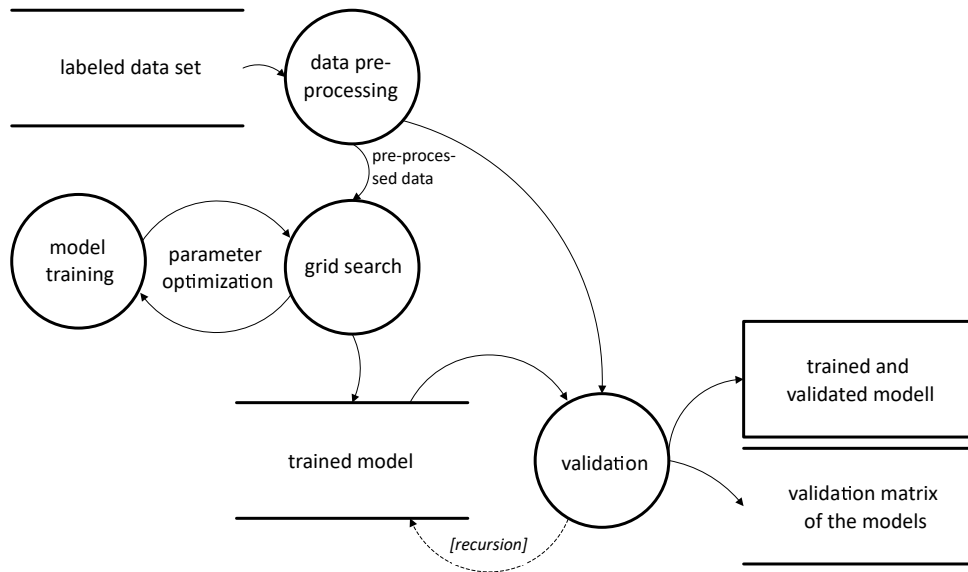 labeled data set
data pre-
processing
pre-proces-
sed data
model
training
parameter
optimization
grid search
trained and
validated modell
trained model
validation
validation matrix
of the models
[recursion]